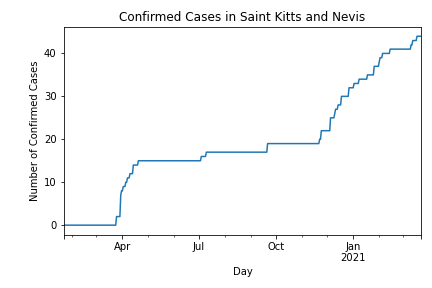 Confirmed Cases in Saint Kitts and Nevis
Number of Confirmed Cases
40
30
20
10
0
Apr
Jul
Oct
Jan
2021
Day